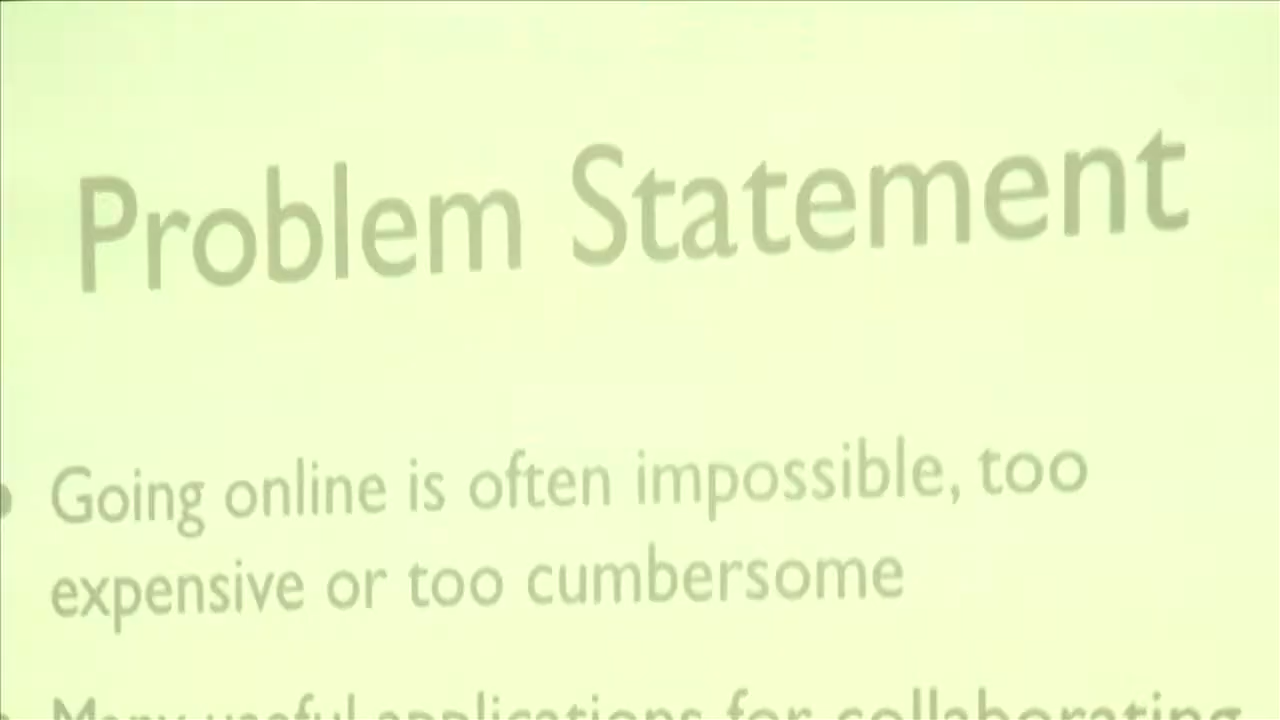 Problem Statement
Going online is often impossible, too
expensive or too cumbersome
Many useful applications for collaborating